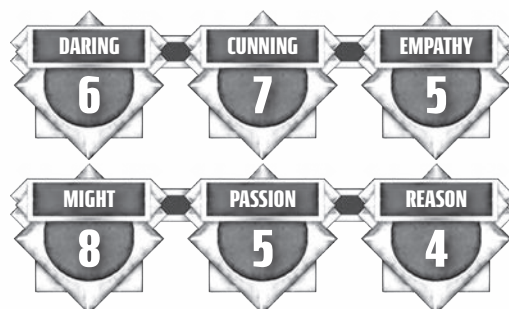 DARING CUNNING EMPATHY
6 7 5
MIGHT PASSION REASON
8 5 4